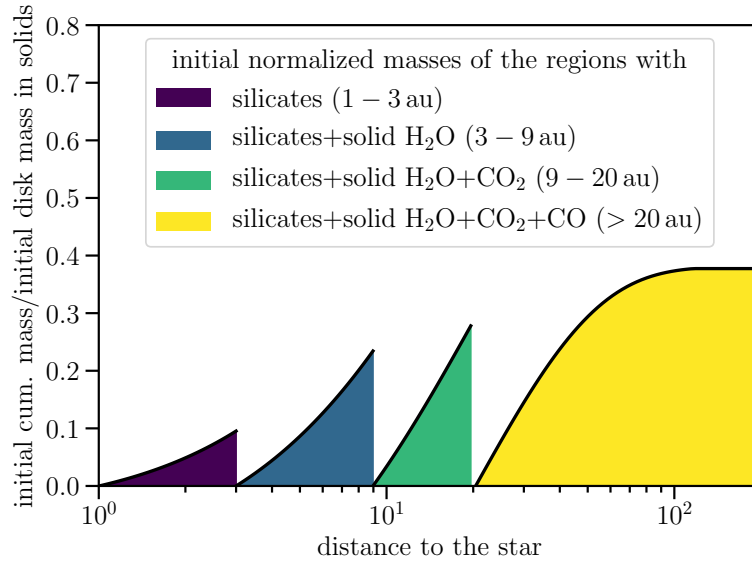 initial cum. mass/initial disk mass in solids
0.8
0.7
0.6
0.5
0.4
0.3
0.2
0.1
0.0
initial normalized masses of the regions with
silicates (1 − 3 au)
silicates+solid H₂O (3 − 9 au)
silicates+solid H₂O+CO₂ (9 − 20 au)
silicates+solid H₂O+CO₂+CO (> 20 au)
10⁰ 10¹ 10²
distance to the star